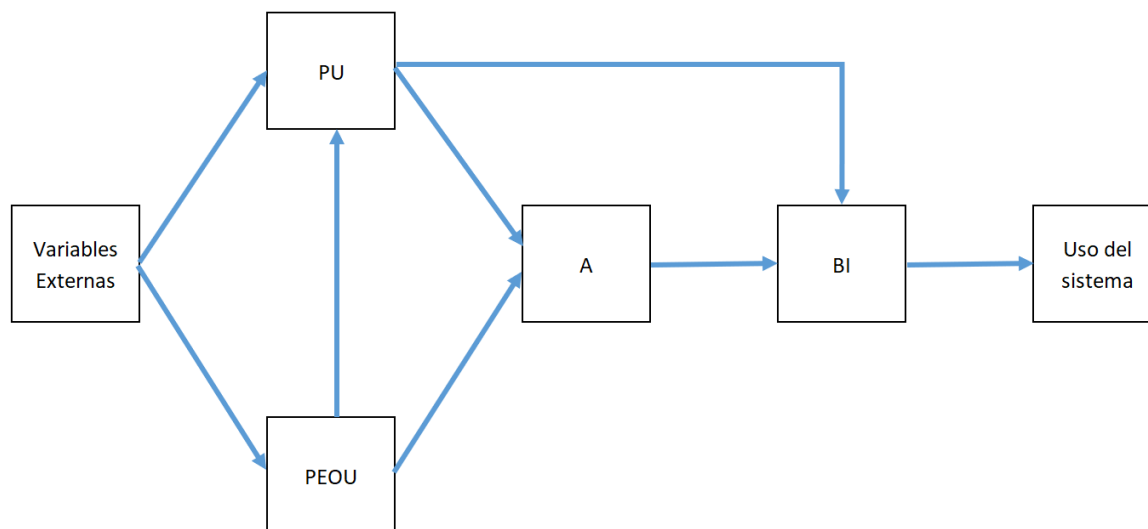 PU
Variables
Externas
A
BI
Uso del
sistema
PEOU